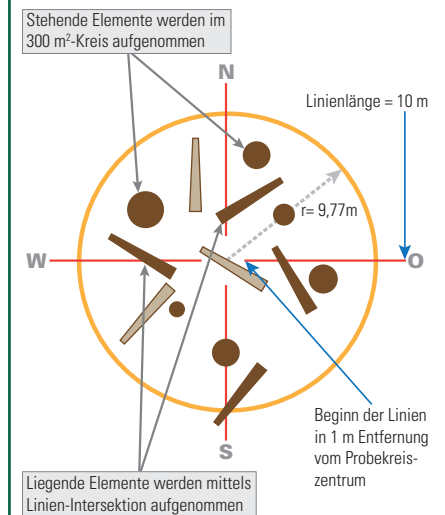 Stehende Elemente werden im
300 m²-Kreis aufgenommen
N
Linienlänge = 10 m
r= 9,77m
W
O
S
Beginn der Linien
in 1 m Entfernung
vom Probekreis-
zentrum
Liegende Elemente werden mittels
Linien-Intersektion aufgenommen